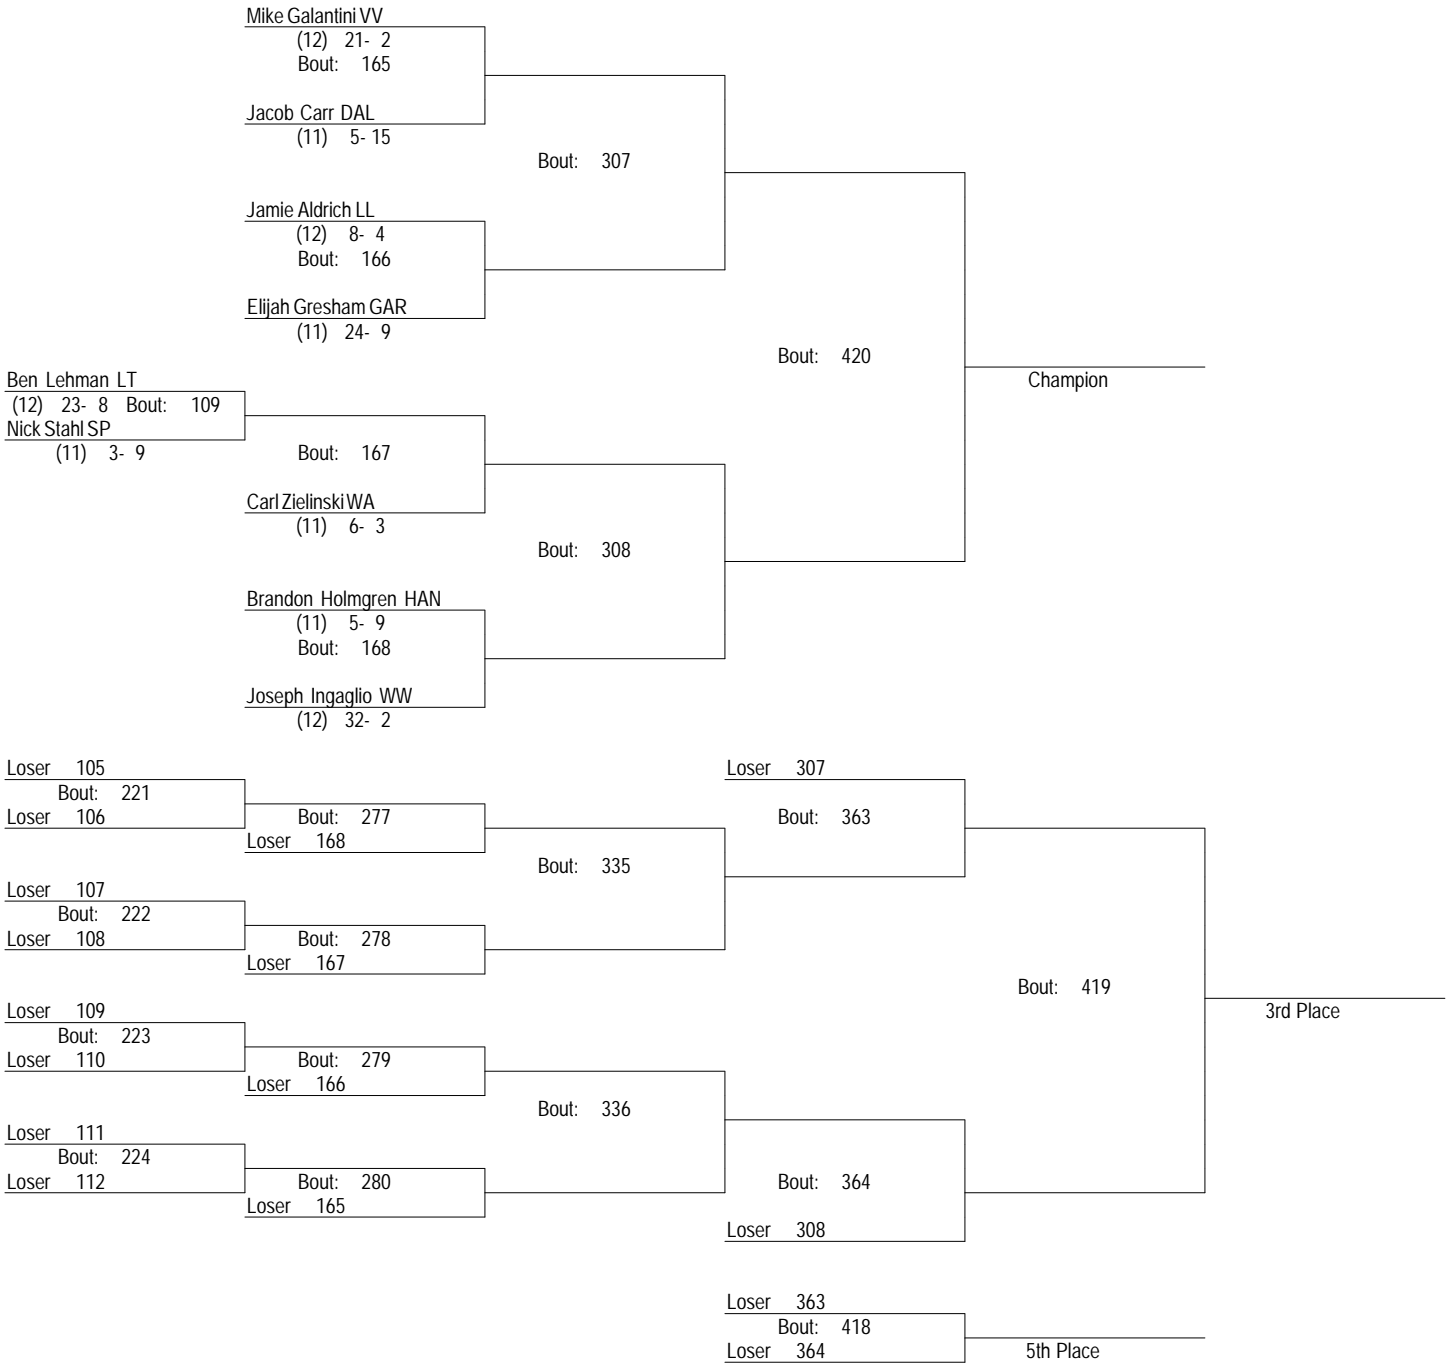 Mike Galantini VV
(12) 21- 2
Bout: 165
Jacob Carr DAL
(11) 5- 15
Bout: 307
Jamie Aldrich LL
(12) 8- 4
Bout: 166
Elijah Gresham GAR
(11) 24- 9
Bout: 420
Champion
Ben Lehman LT
(12) 23- 8 Bout: 109
Nick Stahl SP
(11) 3- 9
Bout: 167
Carl Zielinski WA
(11) 6- 3
Bout: 308
Brandon Holmgren HAN
(11) 5- 9
Bout: 168
Joseph Ingaglio WW
(12) 32- 2
Loser 105
Bout: 221
Loser 106
Bout: 277
Loser 168
Bout: 335
Loser 307
Bout: 363
Loser 107
Bout: 222
Loser 108
Bout: 278
Loser 167
Bout: 419
3rd Place
Loser 109
Bout: 223
Loser 110
Bout: 279
Loser 166
Bout: 336
Loser 111
Bout: 224
Loser 112
Bout: 280
Loser 165
Bout: 364
Loser 308
Loser 363
Bout: 418
Loser 364
5th Place